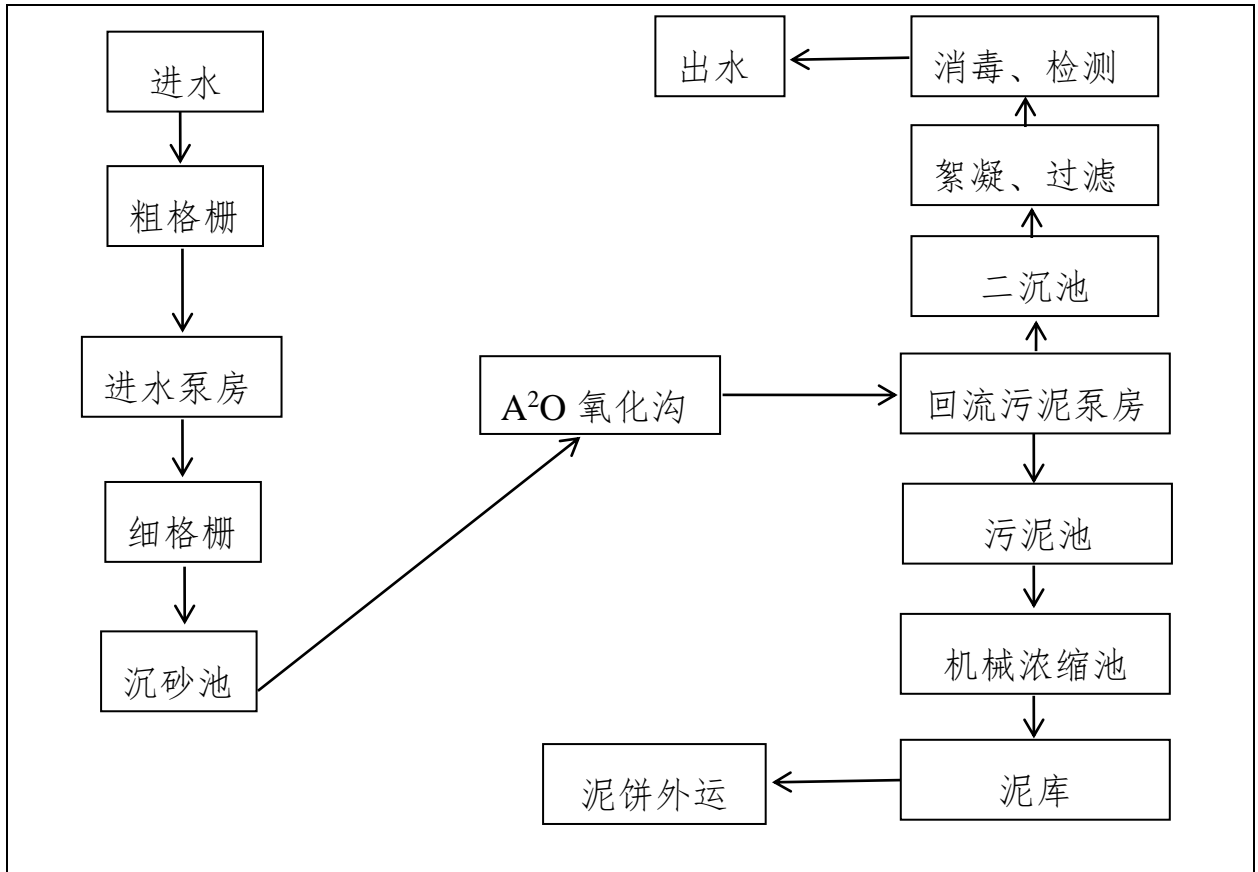 进水
粗格栅
进水泵房
细格栅
沉砂池
A²O 氧化沟
回流污泥泵房
二沉池
絮凝、过滤
消毒、检测
出水
污泥池
机械浓缩池
泥库
泥饼外运